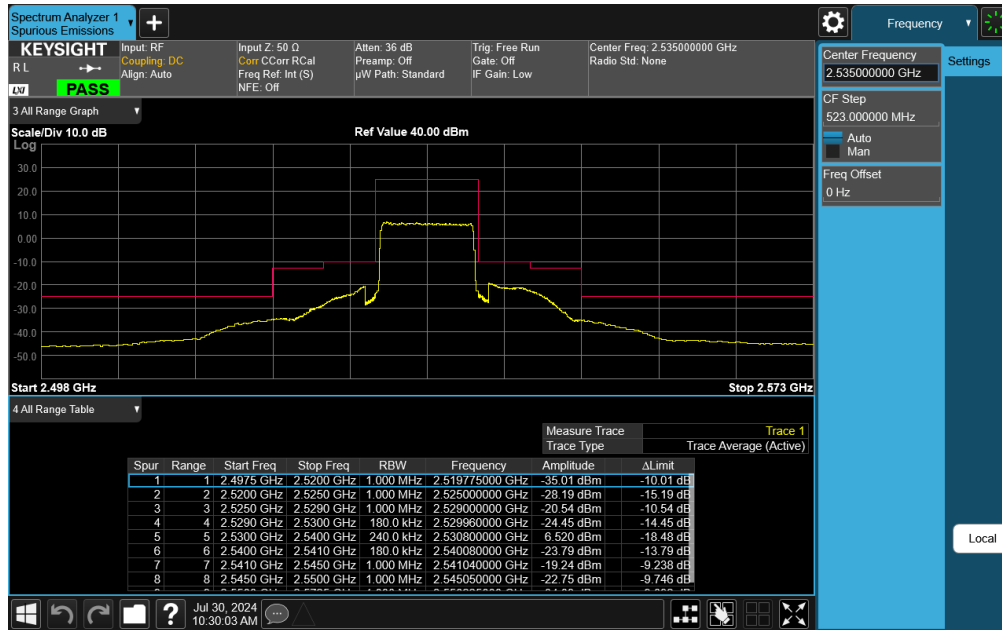 Spectrum Analyzer 1
Spurious Emissions
Frequency
KEYSIGHT
R L
LXI
PASS
Input: RF
Coupling: DC
Align: Auto
Input Z: 50 Ω
Corr CCorr RCal
Freq Ref: Int (S)
NFE: Off
Atten: 36 dB
Preamp: Off
µW Path: Standard
Trig: Free Run
Gate: Off
IF Gain: Low
Center Freq: 2.535000000 GHz
Radio Std: None
Center Frequency
2.535000000 GHz
Settings
CF Step
523.000000 MHz
Auto
Man
Freq Offset
0 Hz
Local
3 All Range Graph
Scale/Div 10.0 dB
Ref Value 40.00 dBm
Log
30.0
20.0
10.0
0.00
-10.0
-20.0
-30.0
-40.0
-50.0
Start 2.498 GHz
Stop 2.573 GHz
4 All Range Table
Measure Trace Trace 1
Trace Type Trace Average (Active)
Spur Range Start Freq Stop Freq RBW Frequency Amplitude ΔLimit
1 1 2.4975 GHz 2.5200 GHz 1.000 MHz 2.519775000 GHz -35.01 dBm -10.01 dB
2 2 2.5200 GHz 2.5250 GHz 1.000 MHz 2.525000000 GHz -28.19 dBm -15.19 dB
3 3 2.5250 GHz 2.5290 GHz 1.000 MHz 2.529000000 GHz -20.54 dBm -10.54 dB
4 4 2.5290 GHz 2.5300 GHz 180.0 kHz 2.529960000 GHz -24.45 dBm -14.45 dB
5 5 2.5300 GHz 2.5400 GHz 240.0 kHz 2.530800000 GHz 6.520 dBm -18.48 dB
6 6 2.5400 GHz 2.5410 GHz 180.0 kHz 2.540080000 GHz -23.79 dBm -13.79 dB
7 7 2.5410 GHz 2.5450 GHz 1.000 MHz 2.541040000 GHz -19.24 dBm -9.238 dB
8 8 2.5450 GHz 2.5500 GHz 1.000 MHz 2.545050000 GHz -22.75 dBm -9.746 dB
Jul 30, 2024
10:30:03 AM